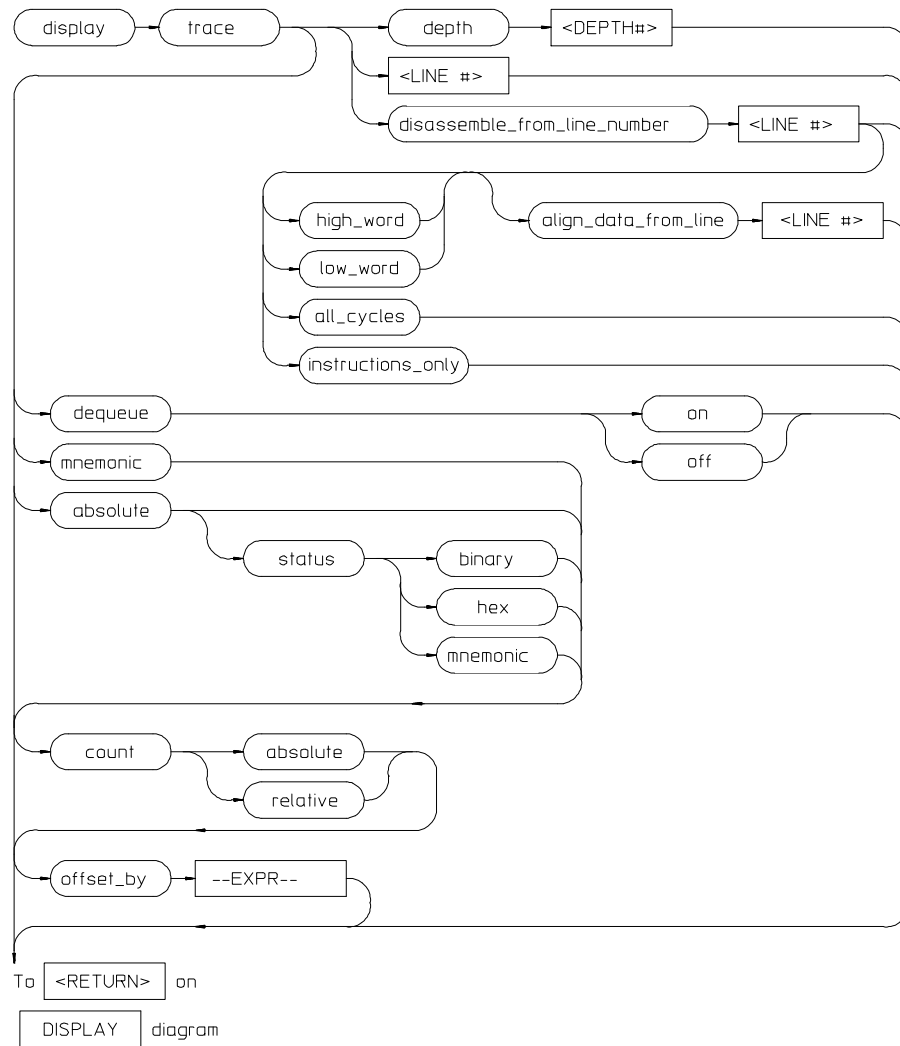 display trace depth <DEPTH#>
<LINE #>
disassemble_from_line_number <LINE #>
high_word align_data_from_line <LINE #>
low_word
all_cycles
instructions_only
dequeue on
off
mnemonic
absolute
status binary
hex
mnemonic
count absolute
relative
offset_by --EXPR--
To <RETURN> on
DISPLAY diagram